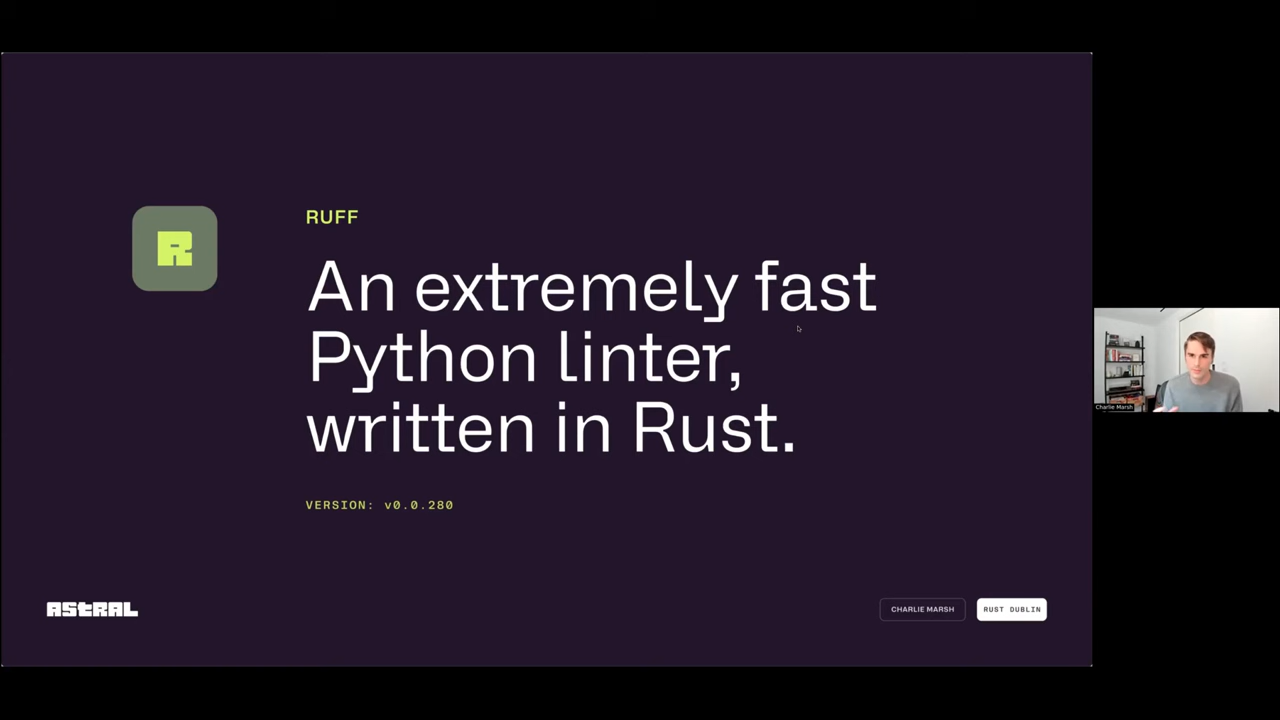 R
RUFF
An extremely fast
Python linter,
written in Rust.
VERSION: v0.0.280
ASTRAL
CHARLIE MARSH
RUST DUBLIN
Charlie Marsh